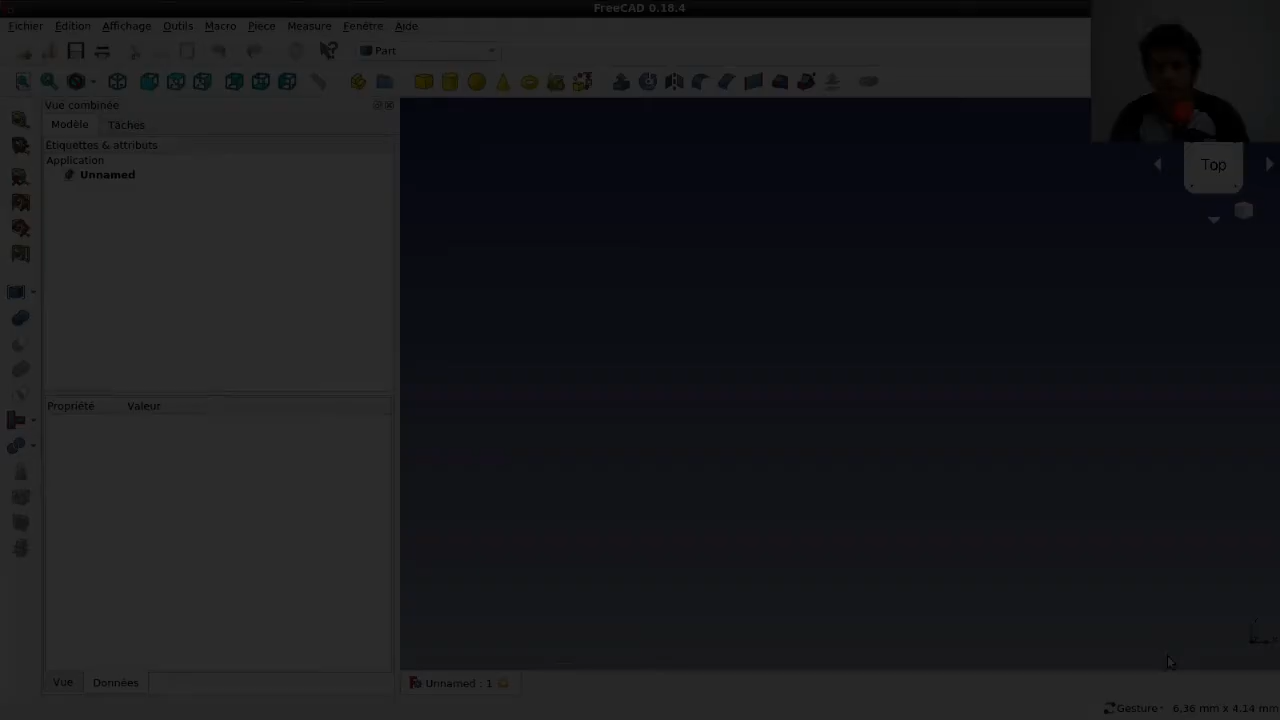 FreeCAD 0.18.4
Fichier Édition Affichage Outils Macro Pièce Measure Fenêtre Aide
Part
Vue combinée
Modèle Tâches
Étiquettes & attributs
Application
Unnamed
Top
Propriété Valeur
Vue Données
Unnamed : 1
Gesture 6,36 mm x 4,14 mm